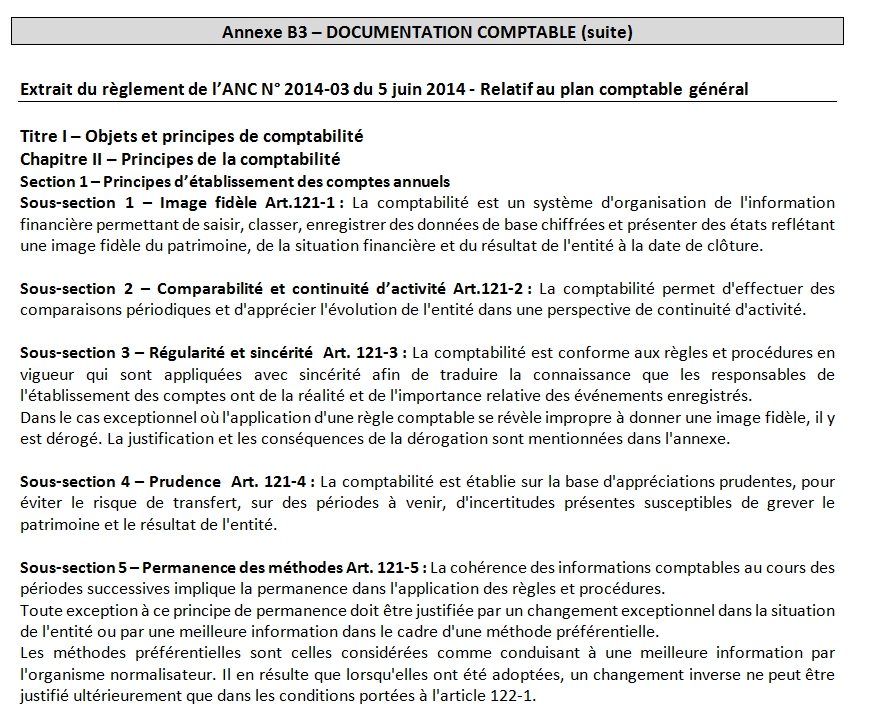 Annexe B3 – DOCUMENTATION COMPTABLE (suite)
Extrait du règlement de l'ANC N° 2014-03 du 5 juin 2014 - Relatif au plan comptable général
Titre I – Objets et principes de comptabilité
Chapitre II – Principes de la comptabilité
Section 1 – Principes d'établissement des comptes annuels
Sous-section 1 – Image fidèle Art.121-1 : La comptabilité est un système d'organisation de l'information
financière permettant de saisir, classer, enregistrer des données de base chiffrées et présenter des états reflétant
une image fidèle du patrimoine, de la situation financière et du résultat de l'entité à la date de clôture.
Sous-section 2 – Comparabilité et continuité d'activité Art.121-2 : La comptabilité permet d'effectuer des
comparaisons périodiques et d'apprécier l'évolution de l'entité dans une perspective de continuité d'activité.
Sous-section 3 – Régularité et sincérité Art. 121-3 : La comptabilité est conforme aux règles et procédures en
vigueur qui sont appliquées avec sincérité afin de traduire la connaissance que les responsables de
l'établissement des comptes ont de la réalité et de l'importance relative des événements enregistrés.
Dans le cas exceptionnel où l'application d'une règle comptable se révèle impropre à donner une image fidèle, il y
est dérogé. La justification et les conséquences de la dérogation sont mentionnées dans l'annexe.
Sous-section 4 – Prudence Art. 121-4 : La comptabilité est établie sur la base d'appréciations prudentes, pour
éviter le risque de transfert, sur des périodes à venir, d'incertitudes présentes susceptibles de grever le
patrimoine et le résultat de l'entité.
Sous-section 5 – Permanence des méthodes Art. 121-5 : La cohérence des informations comptables au cours des
périodes successives implique la permanence dans l'application des règles et procédures.
Toute exception à ce principe de permanence doit être justifiée par un changement exceptionnel dans la situation
de l'entité ou par une meilleure information dans le cadre d'une méthode préférentielle.
Les méthodes préférentielles sont celles considérées comme conduisant à une meilleure information par
l'organisme normalisateur. Il en résulte que lorsqu'elles ont été adoptées, un changement inverse ne peut être
justifié ultérieurement que dans les conditions portées à l'article 122-1.